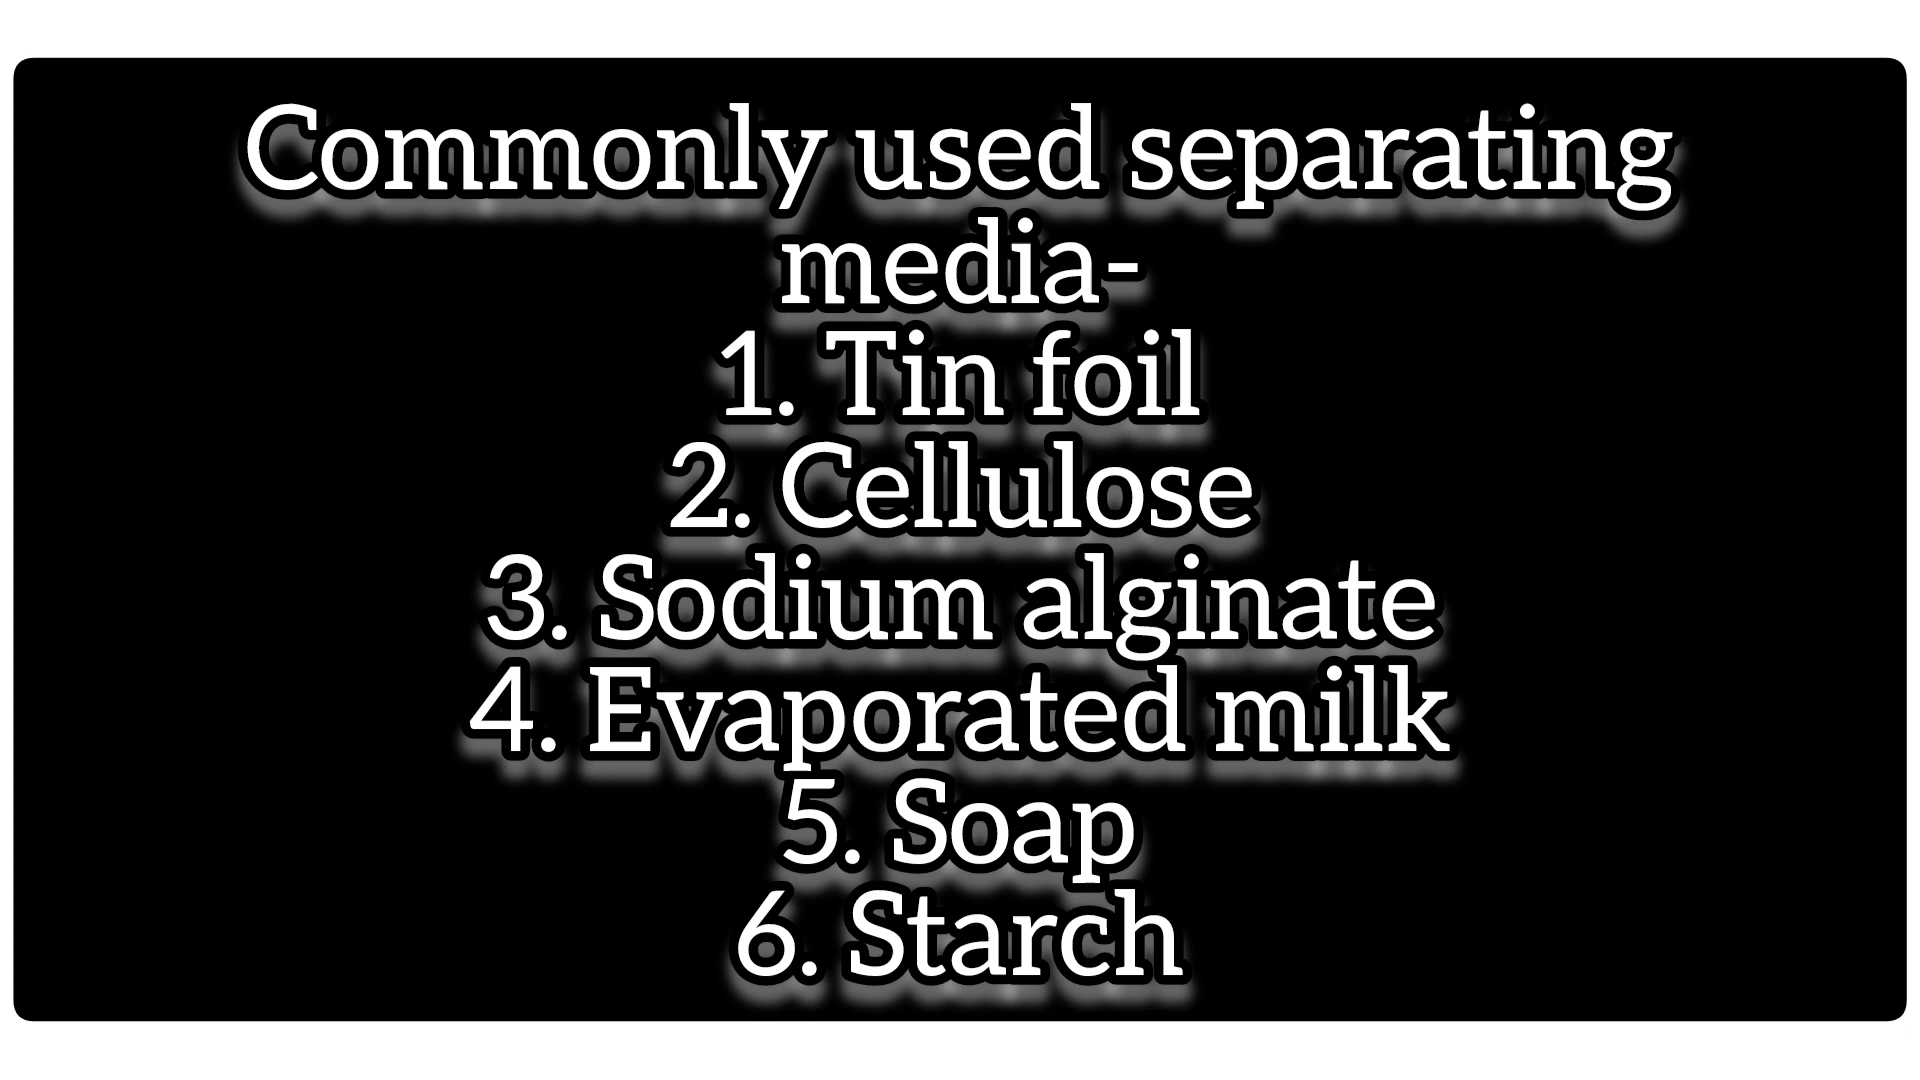 Commonly used separating
media-
1. Tin foil
2. Cellulose
3. Sodium alginate
4. Evaporated milk
5. Soap
6. Starch